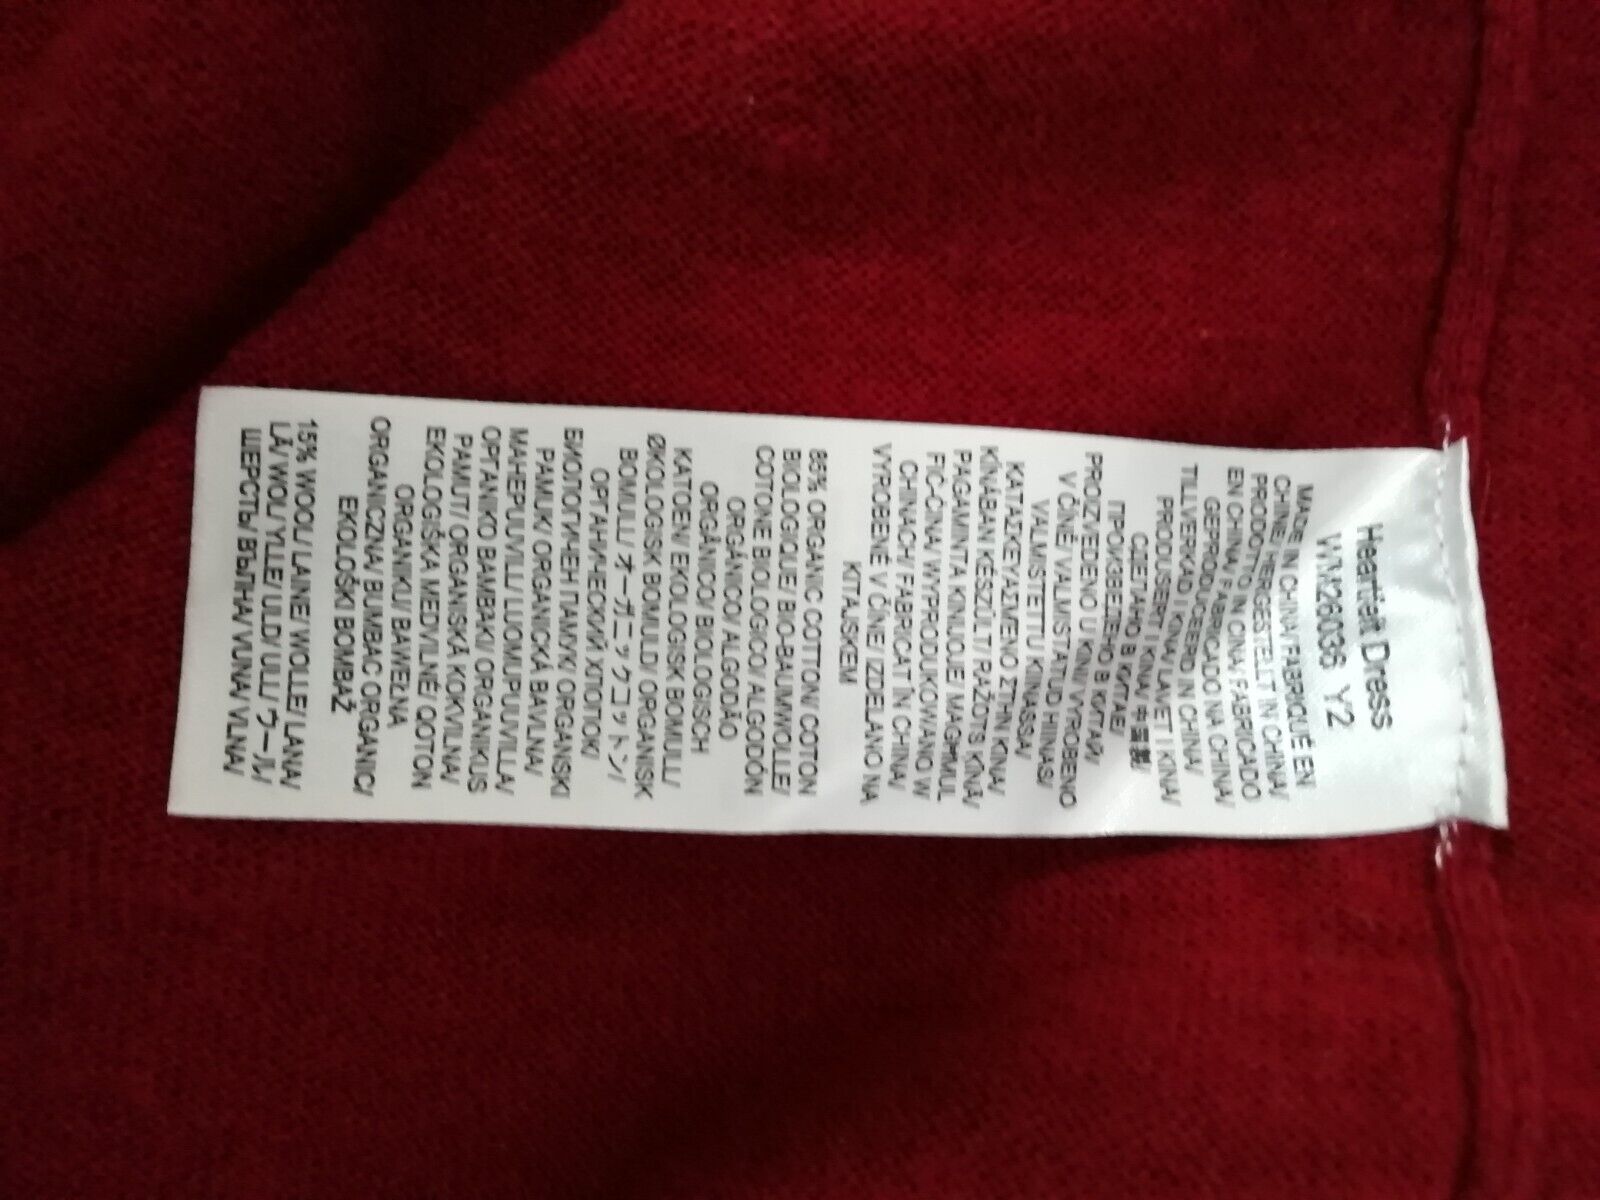 Heartfelt Dress
WM26036 Y2
MADE IN CHINA/ FABRIQUÉ EN
CHINE/ HERGESTELLT IN CHINA/
PRODOTTO IN CINA/ FABRICADO
EN CHINA/ FABRICADO NA CHINA/
GEPRODUCEERD IN CHINA/
TILLVERKAD I KINA/ LAVET I KINA/
PRODUSERT I KINA/ 中国製/
СДЕЛАНО В КИТАЕ/
ПРОИЗВЕДЕНО В КИТАЙ/
PROIZVEDENO U KINI/ VYROBENO
V ČÍNĚ/ VALMISTATUD HIINAS/
VALMISTETTU KIINASSA/
ΚΑΤΑΣΚΕΥΑΣΜΕΝΟ ΣΤΗΝ ΚΙΝΑ/
KÍNÁBAN KÉSZÜLT/ RAŽOTS ĶĪNĀ/
PAGAMINTA KINIJOJE/ MAGĦMUL
FIĊ-ĊINA/ WYPRODUKOWANO W
CHINACH/ FABRICAT ÎN CHINA/
VYROBENÉ V ČÍNE/ IZDELANO NA
KITAJSKEM
85% ORGANIC COTTON/ COTON
BIOLOGIQUE/ BIO-BAUMWOLLE/
COTONE BIOLOGICO/ ALGODÓN
ORGÁNICO/ ALGODÃO
ORGÂNICO/ BIOLOGISCH
KATOEN/ EKOLOGISK BOMULL/
ØKOLOGISK BOMULD/ ORGANISK
BOMULL/ オーガニックコットン/
ОРГАНИЧЕСКИЙ ХЛОПОК/
БИОЛОГИЧЕН ПАМУК/ ORGANSKI
PAMUK/ ORGANICKÁ BAVLNA/
MAHEPUUVILL/ LUOMUPUUVILLA/
ΟΡΓΑΝΙΚΟ ΒΑΜΒΑΚΙ/ ORGANIKUS
PAMUT/ ORGANISKĀ KOKVILNA/
EKOLOGIŠKA MEDVILNĖ QOTON
ORGANIKU/ BAWEŁNA
ORGANICZNA/ BUMBAC ORGANIC/
EKOLOŠKI BOMBAŽ
15% WOOL/ LAINE/ WOLLE/ LANA/
LÃ/ WOL/ YLLE/ ULD/ ULL/ ウール/
ШЕРСТЬ/ ВЪЛНА/ VUNA/ VLNA/